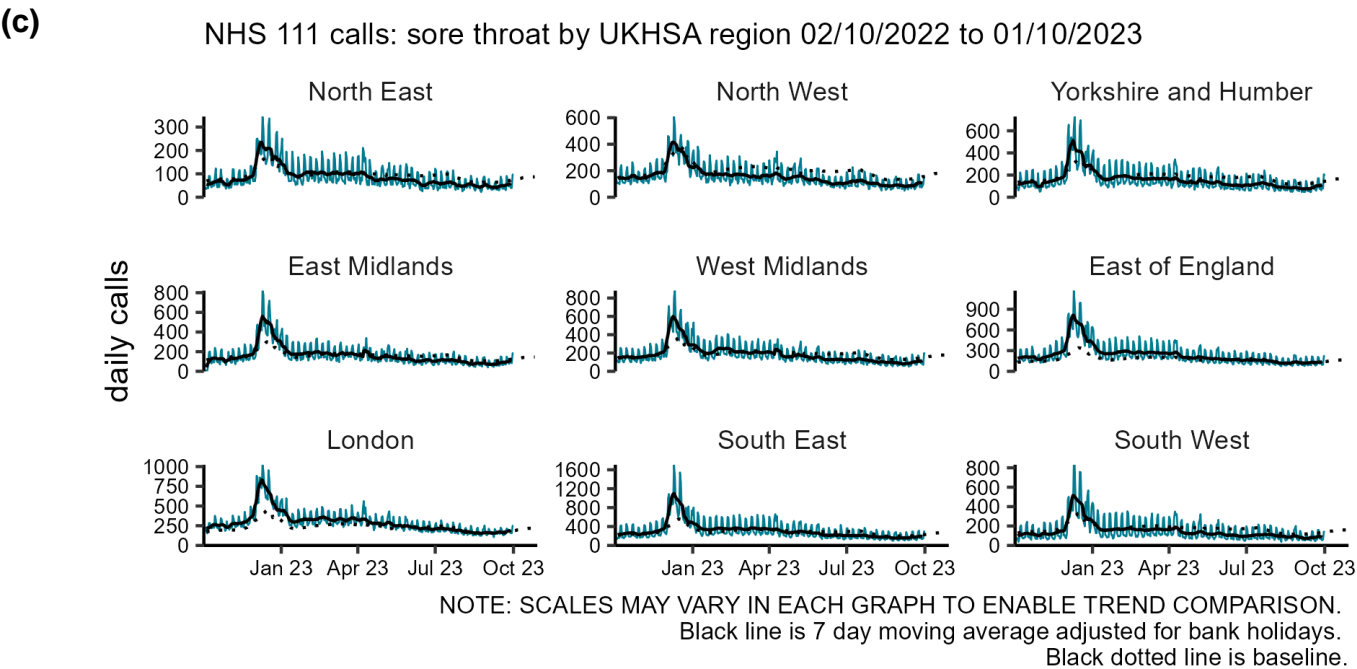 (c)
NHS 111 calls: sore throat by UKHSA region 02/10/2022 to 01/10/2023
North East
North West
Yorkshire and Humber
300
200
100
0
600
400
200
0
600
400
200
0
daily calls
East Midlands
West Midlands
East of England
800
600
400
200
0
800
600
400
200
0
900
600
300
0
London
South East
South West
1000
750
500
250
0
1600
1200
800
400
0
800
600
400
200
0
Jan 23 Apr 23 Jul 23 Oct 23
Jan 23 Apr 23 Jul 23 Oct 23
Jan 23 Apr 23 Jul 23 Oct 23
NOTE: SCALES MAY VARY IN EACH GRAPH TO ENABLE TREND COMPARISON.
Black line is 7 day moving average adjusted for bank holidays.
Black dotted line is baseline.